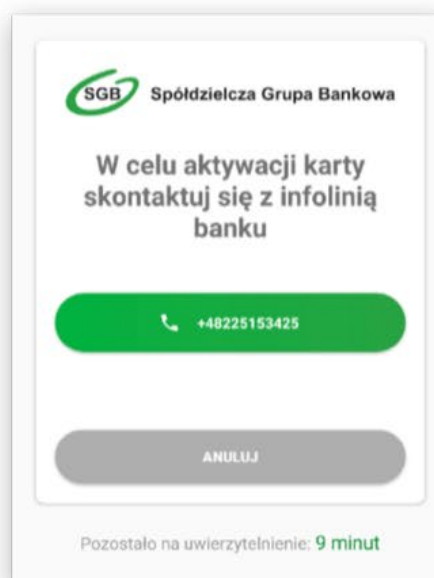 SGB Spółdzielcza Grupa Bankowa
W celu aktywacji karty
skontaktuj się z infolinią
banku
+48225153425
ANULUJ
Pozostało na uwierzytelnienie: 9 minut